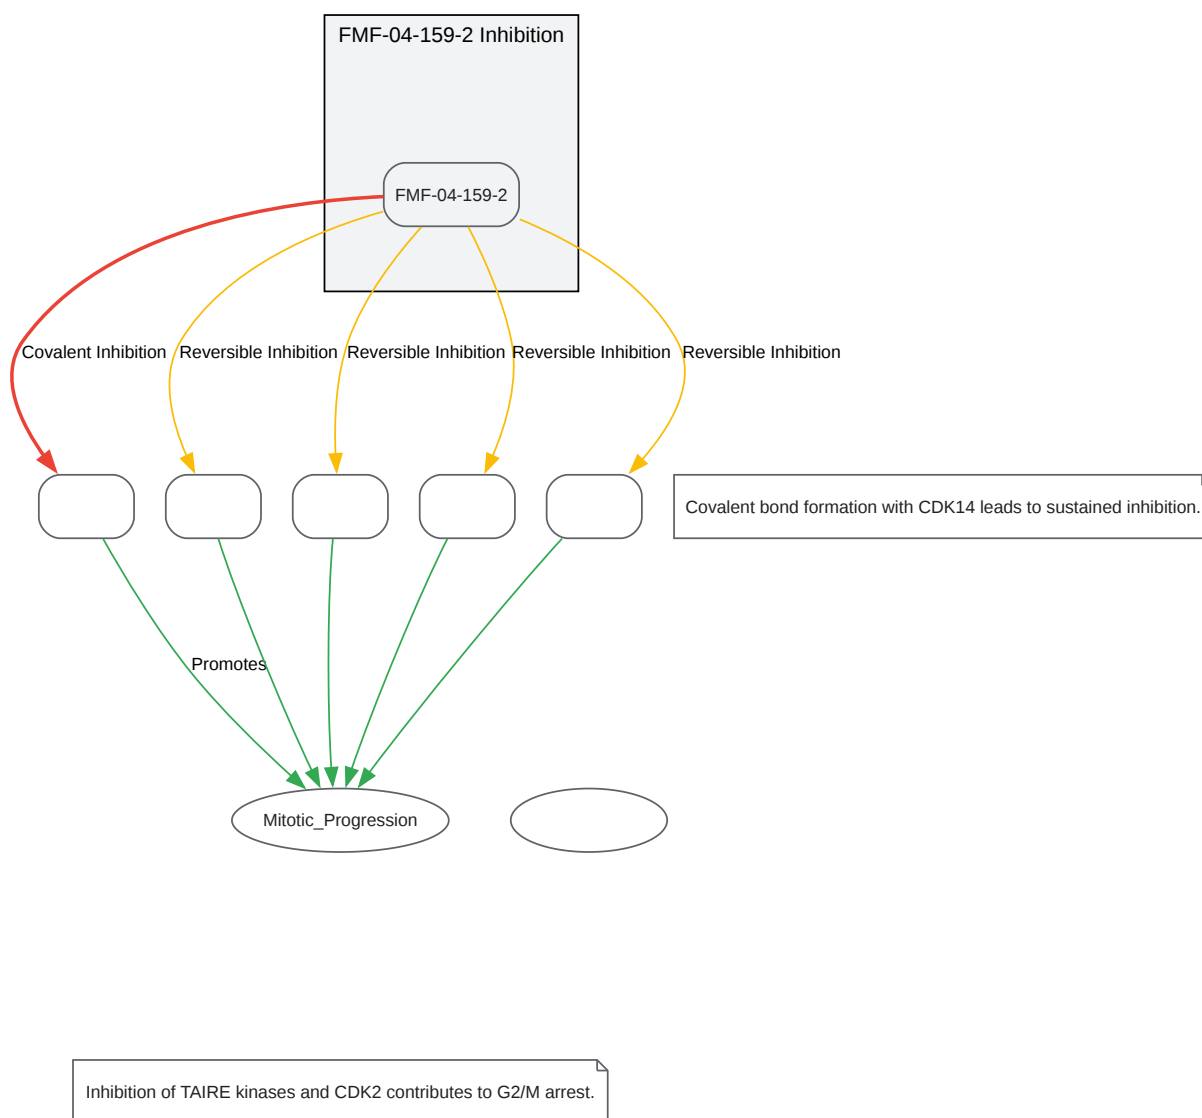 FMF-04-159-2 Inhibition
FMF-04-159-2
Covalent Inhibition
Reversible Inhibition
Reversible Inhibition
Reversible Inhibition
Reversible Inhibition
Covalent bond formation with CDK14 leads to sustained inhibition.
Promotes
Mitotic_Progression
Inhibition of TAIRE kinases and CDK2 contributes to G2/M arrest.